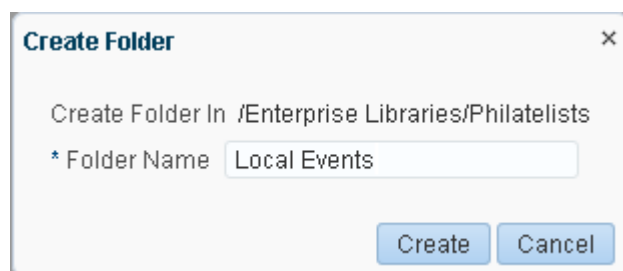 Create Folder ×
Create Folder In /Enterprise Libraries/Philatelists
* Folder Name Local Events
Create Cancel